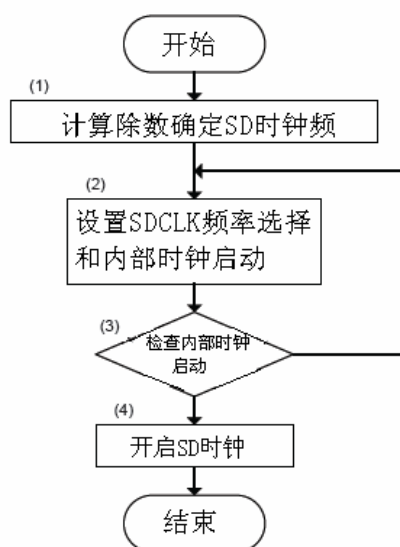 开始
(1)
计算除数确定SD时钟频
(2)
设置SDCLK频率选择
和内部时钟启动
(3)
检查内部时钟
启动
(4)
开启SD时钟
结束